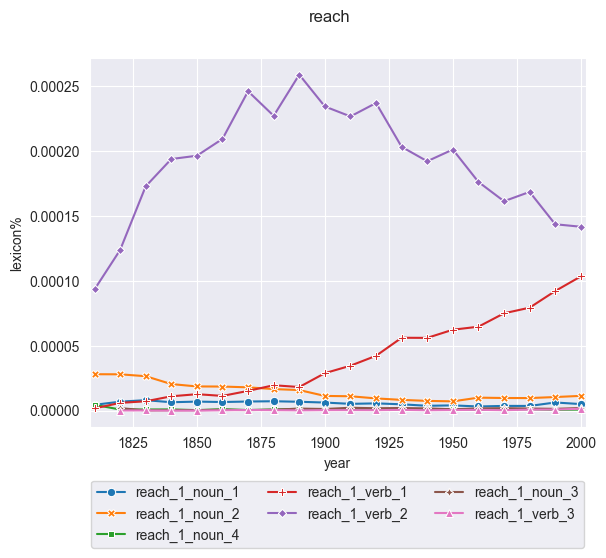 reach
0.00025
0.00020
0.00015
0.00010
0.00005
0.00000
lexicon%
1825 1850 1875 1900 1925 1950 1975 2000
year
reach_1_noun_1 reach_1_verb_1 reach_1_noun_3
reach_1_noun_2 reach_1_verb_2 reach_1_verb_3
reach_1_noun_4